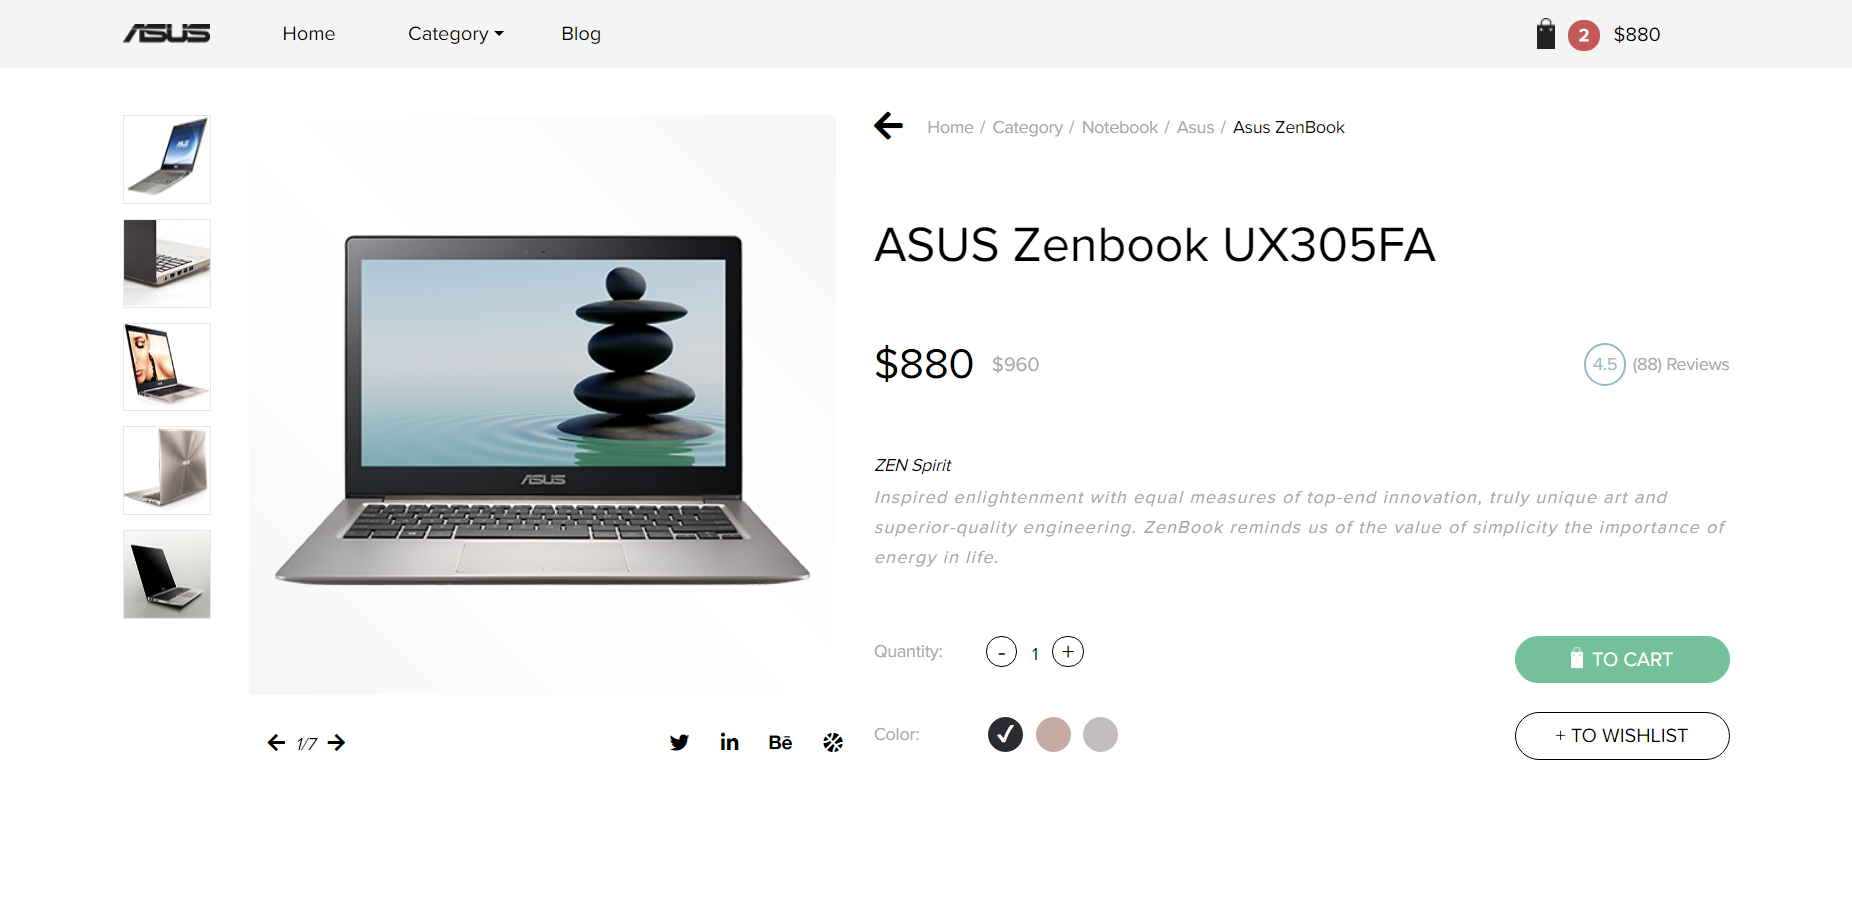 ASUS
Home
Category
Blog
2
$880
Home / Category / Notebook / Asus / Asus ZenBook
ASUS Zenbook UX305FA
$880 $960
4.5 (88) Reviews
ASUS
ZEN Spirit
Inspired enlightenment with equal measures of top-end innovation, truly unique art and
superior-quality engineering. ZenBook reminds us of the value of simplicity the importance of
energy in life.
Quantity: - 1 +
TO CART
Color:
+ TO WISHLIST
1/7
in
Bē